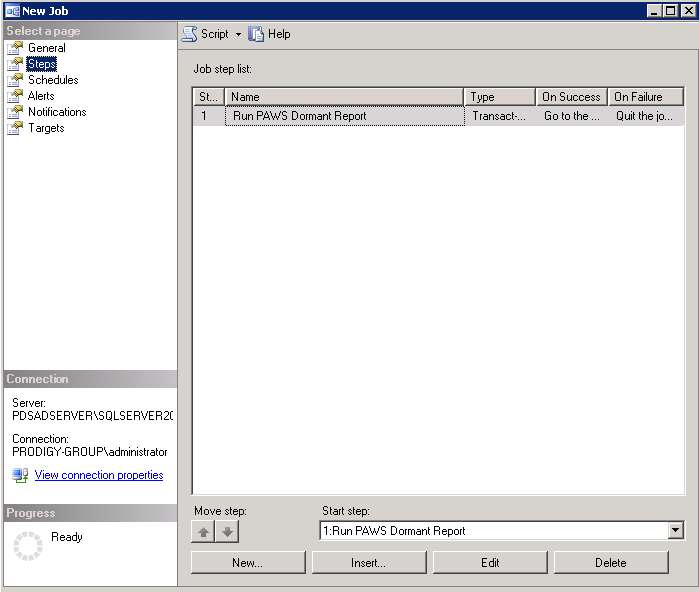 New Job
Select a page
General
Steps
Schedules
Alerts
Notifications
Targets
Script
Help
Job step list:
St... Name Type On Success On Failure
1 Run PAWS Dormant Report Transact-... Go to the ... Quit the jo...
Connection
Server:
PDSADSERVER\SQLSERVER20
Connection:
PRODIGY-GROUP\administrator
View connection properties
Progress
Ready
Move step:
Start step:
1:Run PAWS Dormant Report
New... Insert... Edit Delete